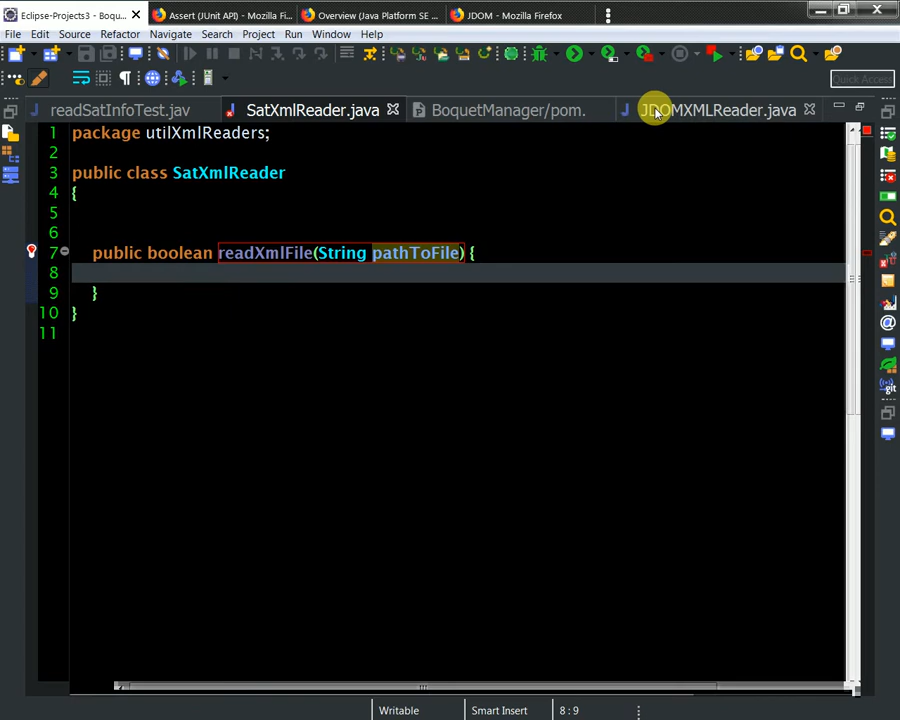 Eclipse-Projects3 - Boqu... Assert (JUnit API) - Mozilla Fi... Overview (Java Platform SE ... JDOM - Mozilla Firefox
File Edit Source Refactor Navigate Search Project Run Window Help
Quick Access
readSatInfoTest.jav SatXmlReader.java BoquetManager/pom. JDOMXMLReader.java
1 package utilXmlReaders;
2
3 public class SatXmlReader
4 {
5
6
7 public boolean readXmlFile(String pathToFile) {
8
9 }
10 }
11
Writable Smart Insert 8 : 9